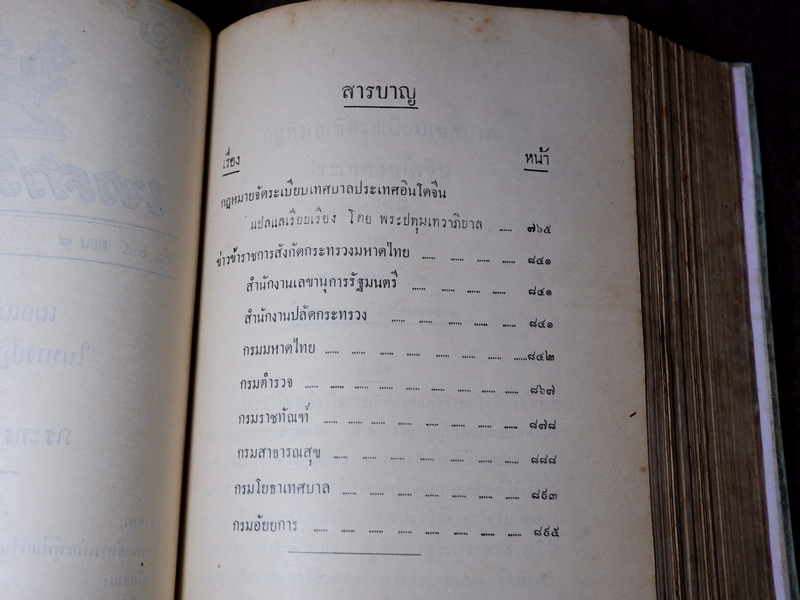 สารบาญ
เรื่อง หน้า
กฎหมายจัดระเบียบเทศบาลประเทศอินโดจีน
แปลแลเรียบเรียง โดย พระปทุมเทวาภิบาล ...... ๗๖๕
ข่าวข้าราชการสังกัดกระทรวงมหาดไทย ...... ...... ...... ...... ๘๔๑
สำนักงานเลขานุการรัฐมนตรี ...... ...... ...... ...... ๘๔๑
สำนักงานปลัดกระทรวง ...... ...... ...... ...... ...... ๘๔๑
กรมมหาดไทย ...... ...... ...... ...... ...... ...... ...... ......๘๔๒
กรมตำรวจ ...... ...... ...... ...... ...... ...... ...... ...... ๘๖๗
กรมราชทัณฑ์ ...... ...... ...... ...... ...... ...... ...... ๘๗๘
กรมสาธารณสุข ...... ...... ...... ...... ...... ...... ...... ๘๘๘
กรมโยธาเทศบาล ...... ...... ...... ...... ...... ...... ...... ๘๙๓
กรมอัยยการ ...... ...... ...... ...... ...... ...... ...... ...... ๘๙๕